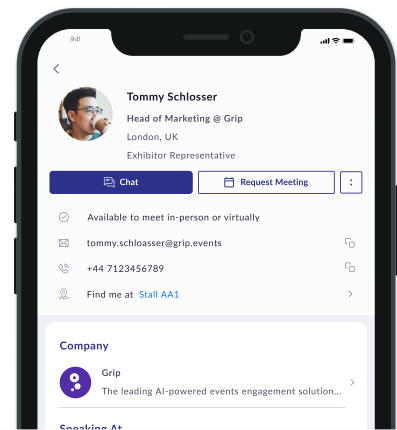 9:41
Tommy Schlosser
Head of Marketing @ Grip
London, UK
Exhibitor Representative
Chat
Request Meeting
Available to meet in-person or virtually
tommy.schloasser@grip.events
+44 7123456789
Find me at Stall AA1
Company
Grip
The leading AI-powered events engagement solution...
Speaking At